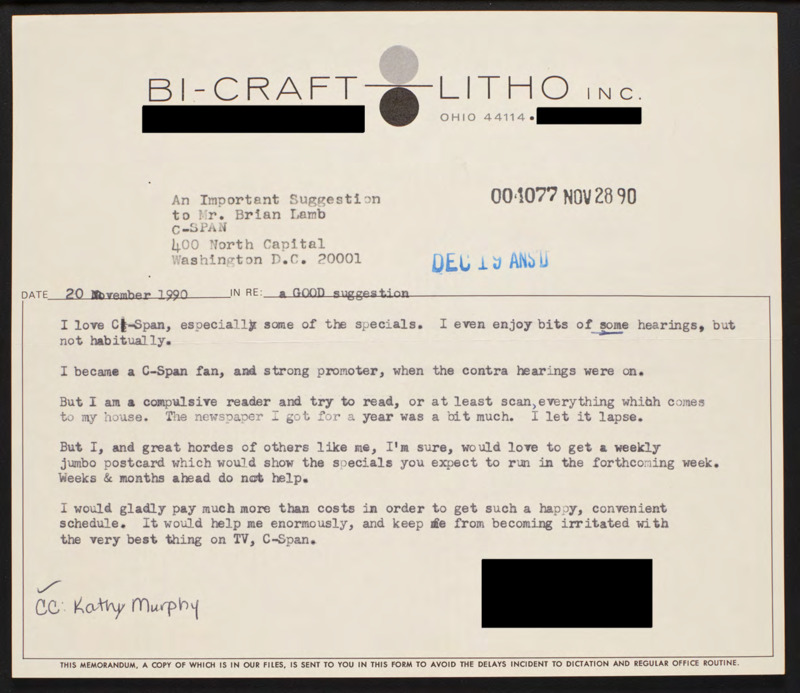 BI-CRAFT LITHO INC.
OHIO 44114 •
An Important Suggestion
to Mr. Brian Lamb
C-SPAN
400 North Capital
Washington D.C. 20001
004077 NOV 28 90
DEC 19 ANS'D
DATE 20 November 1990 IN RE: a GOOD suggestion
I love C-Span, especially some of the specials. I even enjoy bits of some hearings, but
not habitually.
I became a C-Span fan, and strong promoter, when the contra hearings were on.
But I am a compulsive reader and try to read, or at least scan,everything which comes
to my house. The newspaper I got for a year was a bit much. I let it lapse.
But I, and great hordes of others like me, I'm sure, would love to get a weekly
jumbo postcard which would show the specials you expect to run in the forthcoming week.
Weeks & months ahead do not help.
I would gladly pay much more than costs in order to get such a happy, convenient
schedule. It would help me enormously, and keep me from becoming irritated with
the very best thing on TV, C-Span.
✓
CC: Kathy Murphy
THIS MEMORANDUM, A COPY OF WHICH IS IN OUR FILES, IS SENT TO YOU IN THIS FORM TO AVOID THE DELAYS INCIDENT TO DICTATION AND REGULAR OFFICE ROUTINE.